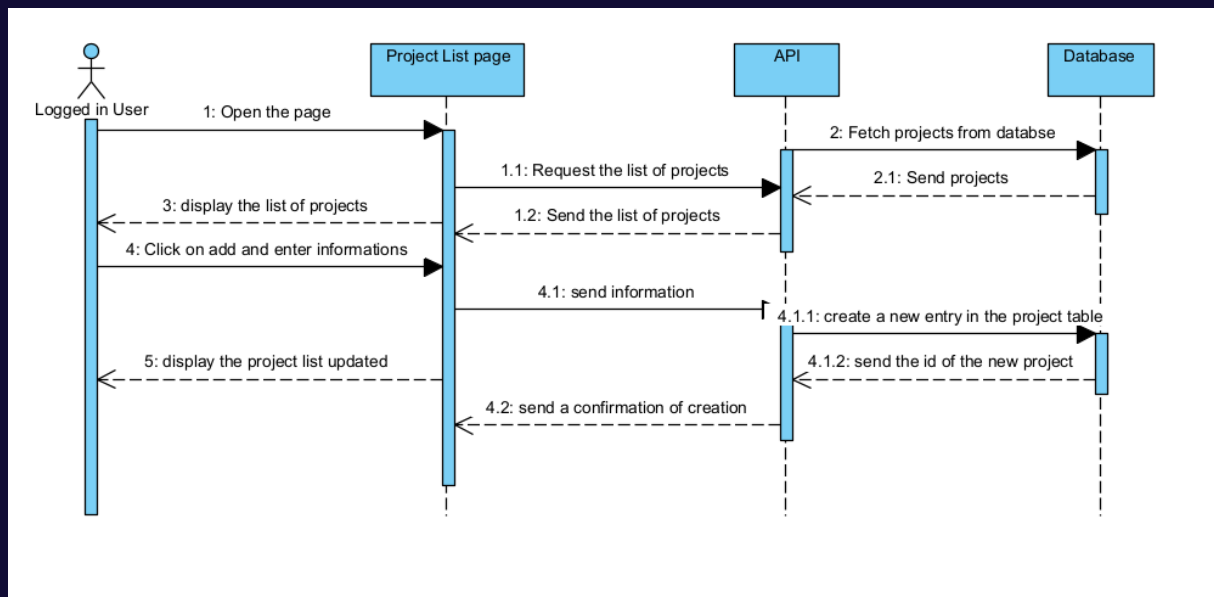 Project List page
API
Database
Logged in User
1: Open the page
2: Fetch projects from databse
1.1: Request the list of projects
2.1: Send projects
3: display the list of projects
1.2: Send the list of projects
4: Click on add and enter informations
4.1: send information
4.1.1: create a new entry in the project table
5: display the project list updated
4.1.2: send the id of the new project
4.2: send a confirmation of creation